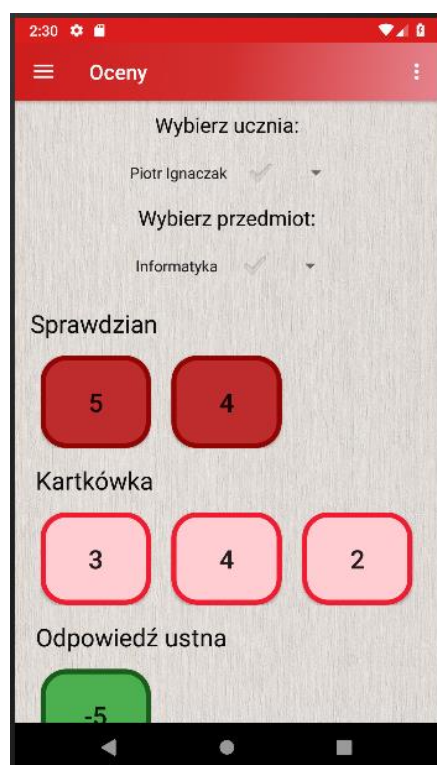 2:30
Oceny
Wybierz ucznia:
Piotr Ignaczak
Wybierz przedmiot:
Informatyka
Sprawdzian
5 4
Kartkówka
3 4 2
Odpowiedź ustna
-5